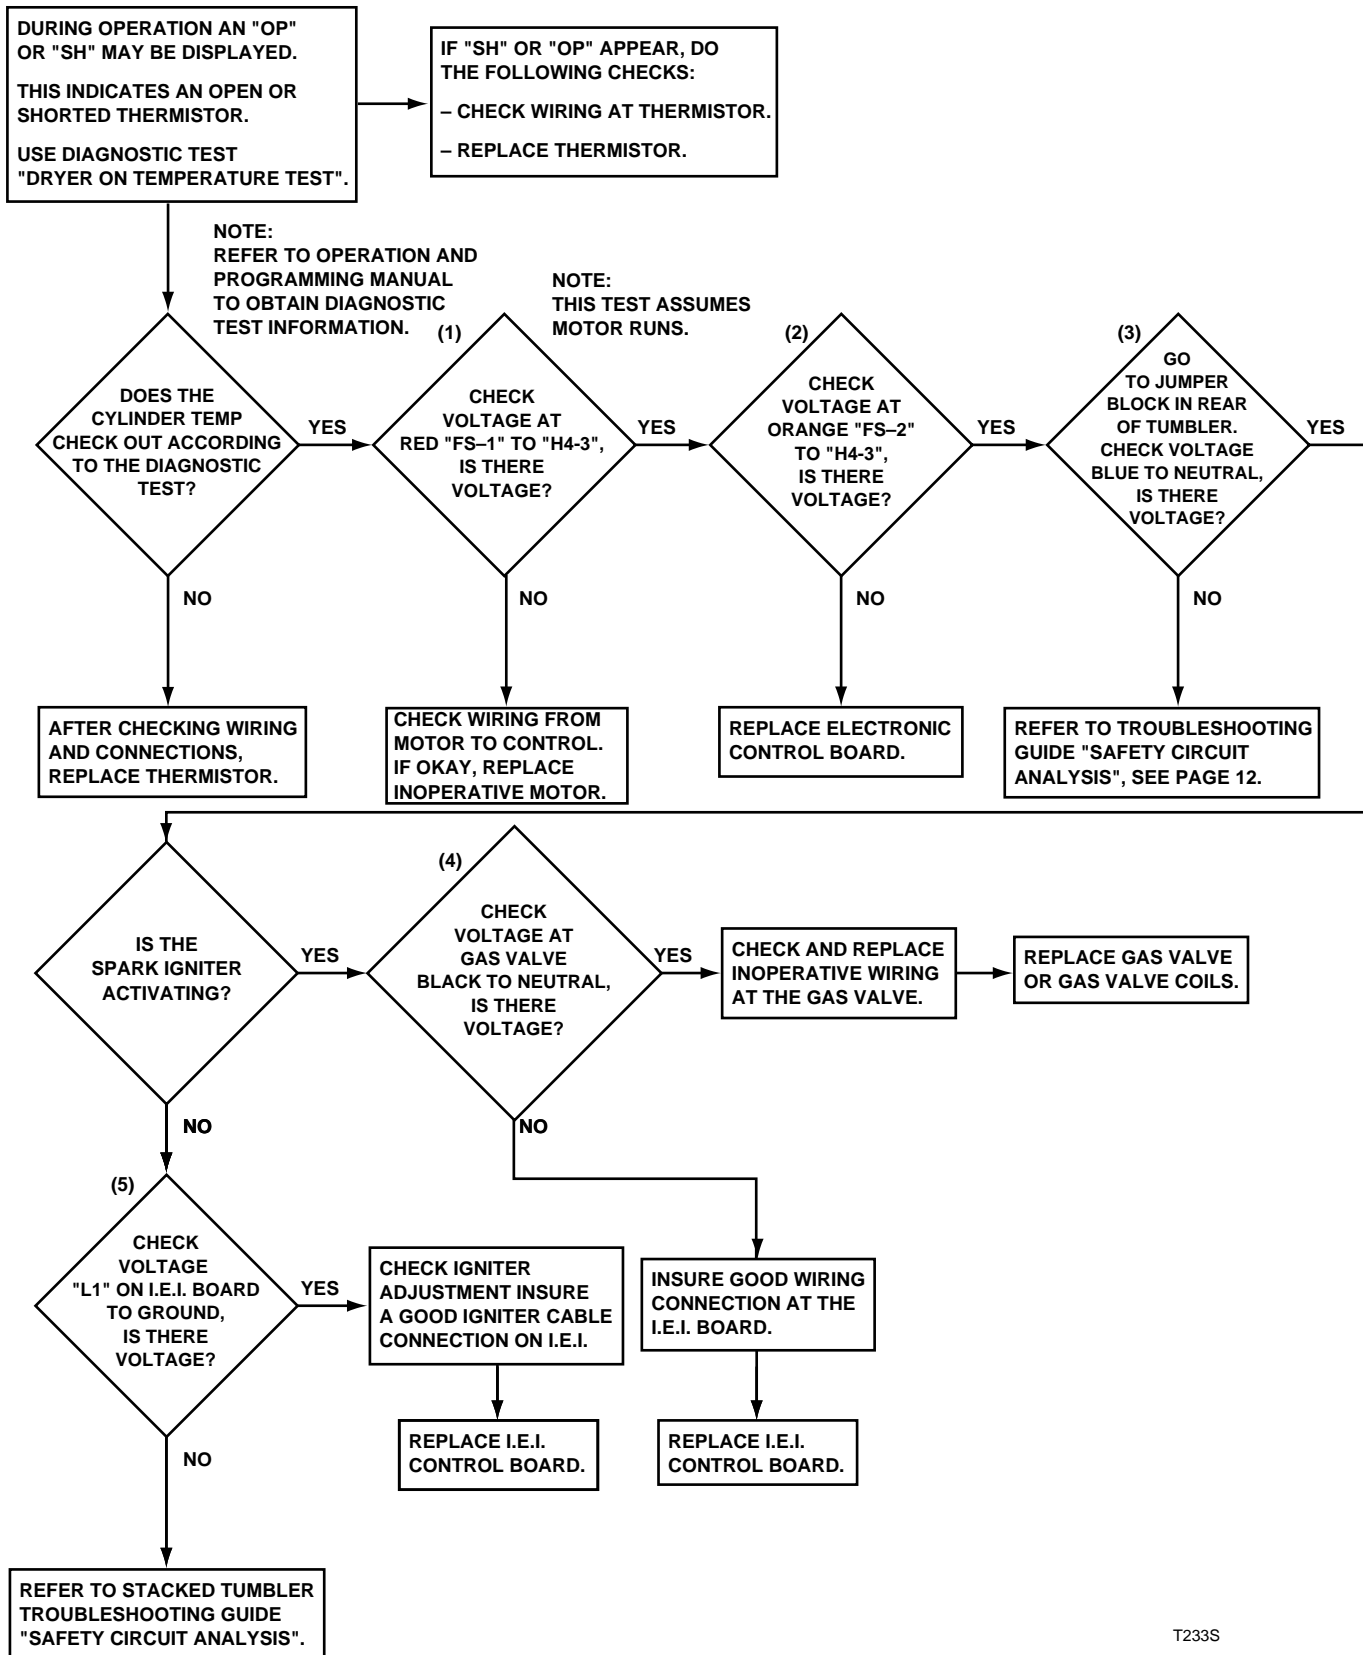 DURING OPERATION AN "OP"
OR "SH" MAY BE DISPLAYED.
THIS INDICATES AN OPEN OR
SHORTED THERMISTOR.
USE DIAGNOSTIC TEST
"DRYER ON TEMPERATURE TEST".
IF "SH" OR "OP" APPEAR, DO
THE FOLLOWING CHECKS:
– CHECK WIRING AT THERMISTOR.
– REPLACE THERMISTOR.
NOTE:
REFER TO OPERATION AND
PROGRAMMING MANUAL
TO OBTAIN DIAGNOSTIC
TEST INFORMATION.
NOTE:
THIS TEST ASSUMES
MOTOR RUNS.
DOES THE
CYLINDER TEMP
CHECK OUT ACCORDING
TO THE DIAGNOSTIC
TEST?
YES
NO
(1)
CHECK
VOLTAGE AT
RED "FS–1" TO "H4-3",
IS THERE
VOLTAGE?
YES
NO
(2)
CHECK
VOLTAGE AT
ORANGE "FS–2"
TO "H4-3",
IS THERE
VOLTAGE?
YES
NO
(3)
GO
TO JUMPER
BLOCK IN REAR
OF TUMBLER.
CHECK VOLTAGE
BLUE TO NEUTRAL,
IS THERE
VOLTAGE?
YES
NO
AFTER CHECKING WIRING
AND CONNECTIONS,
REPLACE THERMISTOR.
CHECK WIRING FROM
MOTOR TO CONTROL.
IF OKAY, REPLACE
INOPERATIVE MOTOR.
REPLACE ELECTRONIC
CONTROL BOARD.
REFER TO TROUBLESHOOTING
GUIDE "SAFETY CIRCUIT
ANALYSIS", SEE PAGE 12.
IS THE
SPARK IGNITER
ACTIVATING?
YES
NO
(4)
CHECK
VOLTAGE AT
GAS VALVE
BLACK TO NEUTRAL,
IS THERE
VOLTAGE?
YES
NO
CHECK AND REPLACE
INOPERATIVE WIRING
AT THE GAS VALVE.
REPLACE GAS VALVE
OR GAS VALVE COILS.
(5)
CHECK
VOLTAGE
"L1" ON I.E.I. BOARD
TO GROUND,
IS THERE
VOLTAGE?
YES
NO
CHECK IGNITER
ADJUSTMENT INSURE
A GOOD IGNITER CABLE
CONNECTION ON I.E.I.
INSURE GOOD WIRING
CONNECTION AT THE
I.E.I. BOARD.
REPLACE I.E.I.
CONTROL BOARD.
REPLACE I.E.I.
CONTROL BOARD.
REFER TO STACKED TUMBLER
TROUBLESHOOTING GUIDE
"SAFETY CIRCUIT ANALYSIS".
T233S